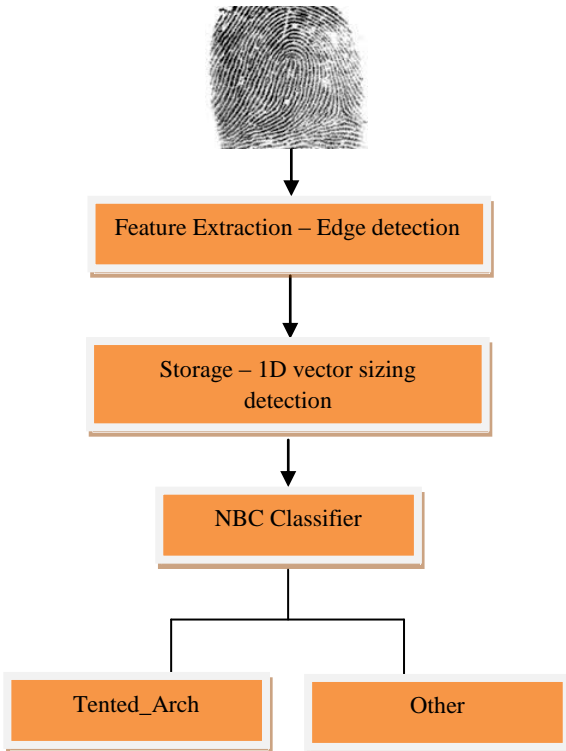 Feature Extraction – Edge detection
Storage – 1D vector sizing
detection
NBC Classifier
Tented_Arch
Other